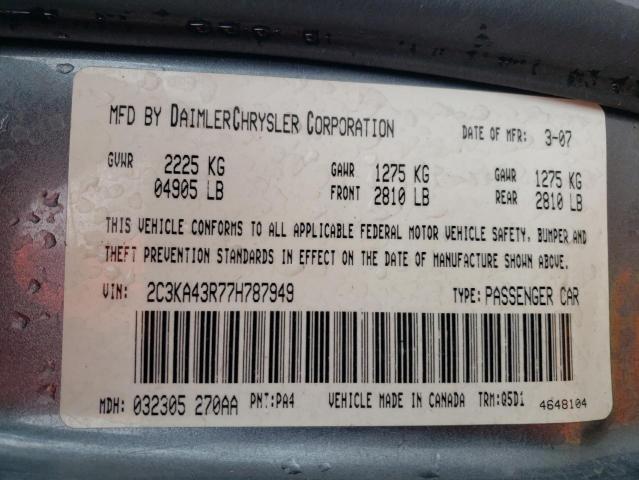 MFD BY DAIMLERCHRYSLER CORPORATION DATE OF MFR: 3-07
GVWR 2225 KG GAWR 1275 KG GAWR 1275 KG
04905 LB FRONT 2810 LB REAR 2810 LB
THIS VEHICLE CONFORMS TO ALL APPLICABLE FEDERAL MOTOR VEHICLE SAFETY, BUMPER AND
THEFT PREVENTION STANDARDS IN EFFECT ON THE DATE OF MANUFACTURE SHOWN ABOVE.
VIN: 2C3KA43R77H787949 TYPE: PASSENGER CAR
MDH: 032305 270AA PNT:PA4 VEHICLE MADE IN CANADA TRM:Q5D1 4648104